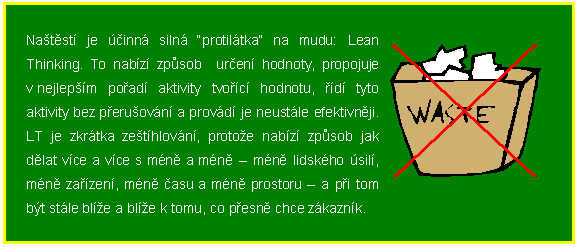 Naštěstí je účinná silná "protilátka" na mudu: Lean
Thinking. To nabízí způsob určení hodnoty, propojuje
v nejlepším pořadí aktivity tvořící hodnotu, řídí tyto
aktivity bez přerušování a provádí je neustále efektivněji.
LT je zkrátka zeštíhlování, protože nabízí způsob jak
dělat více a více s méně a méně – méně lidského úsilí,
méně zařízení, méně času a méně prostoru – a při tom
být stále blíže a blíže k tomu, co přesně chce zákazník.
WASTE